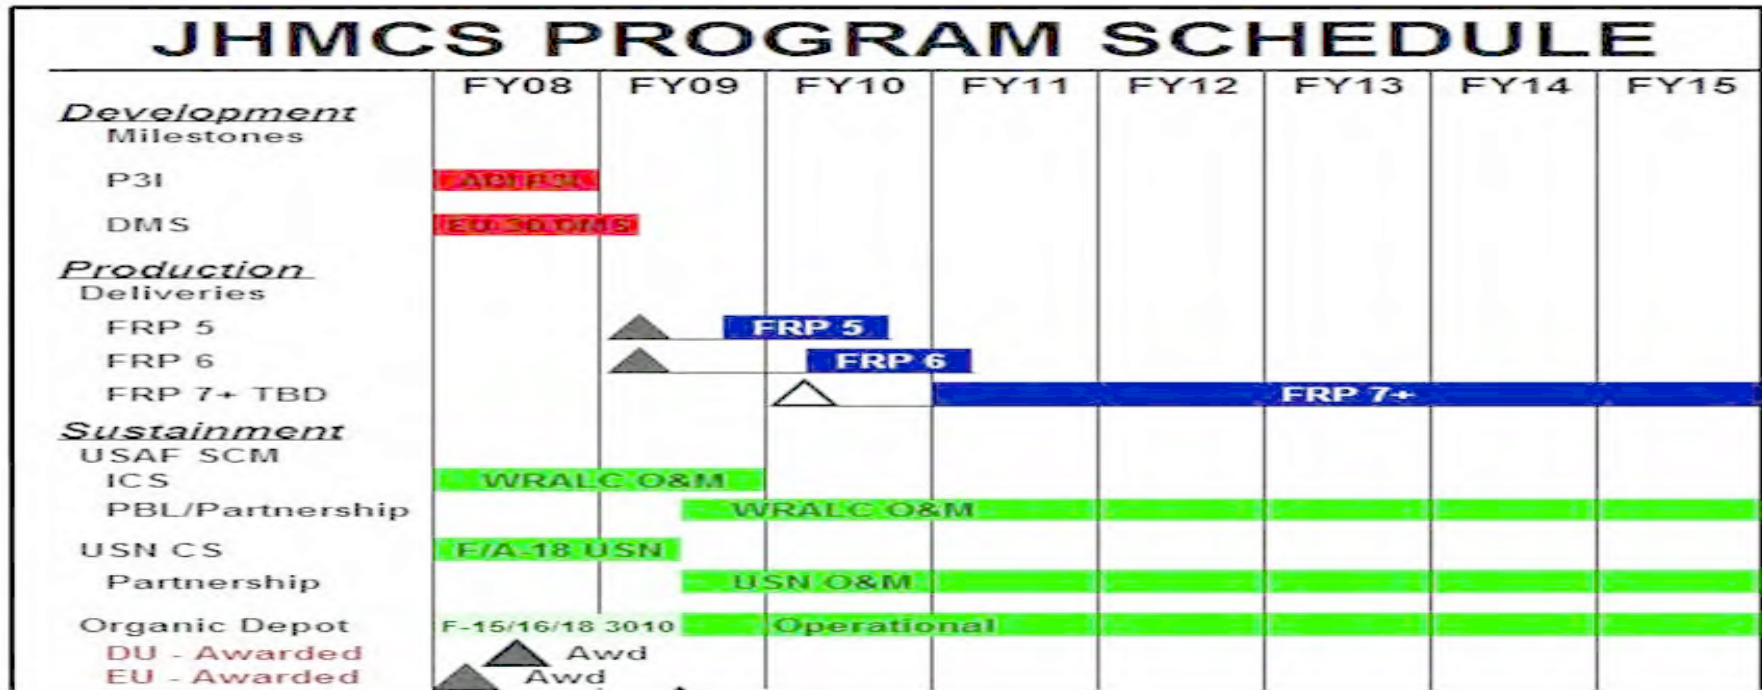 JHMCS PROGRAM SCHEDULE
FY08 FY09 FY10 FY11 FY12 FY13 FY14 FY15
Development
Milestones
P3I ADI P3I
DMS EU 3D DMS
Production
Deliveries
FRP 5 FRP 5
FRP 6 FRP 6
FRP 7+ TBD FRP 7+
Sustainment
USAF SCM
ICS WRALC O&M
PBL/Partnership WRALC O&M
USN CS F/A-18 USN
Partnership USN O&M
Organic Depot F-15/16/18 3010 Operational
DU - Awarded Awd
EU - Awarded Awd